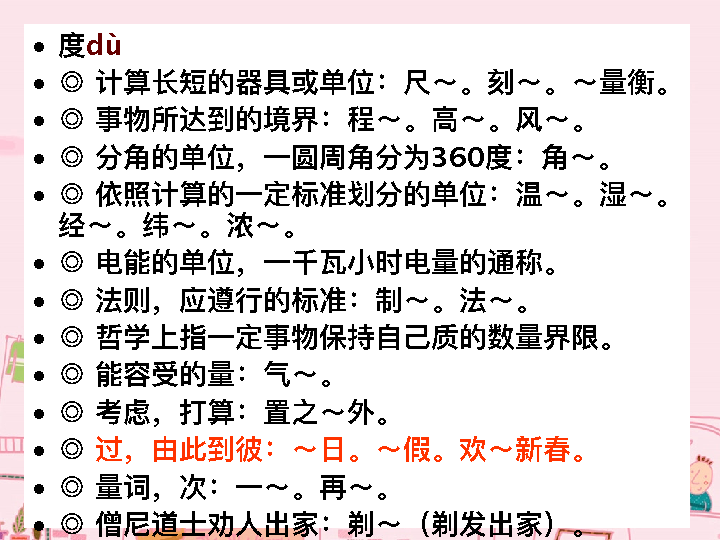 • 度dù
• ◎ 计算长短的器具或单位：尺～。刻～。～量衡。
• ◎ 事物所达到的境界：程～。高～。风～。
• ◎ 分角的单位，一圆周角分为360度：角～。
• ◎ 依照计算的一定标准划分的单位：温～。湿～。
经～。纬～。浓～。
• ◎ 电能的单位，一千瓦小时电量的通称。
• ◎ 法则，应遵行的标准：制～。法～。
• ◎ 哲学上指一定事物保持自己质的数量界限。
• ◎ 能容受的量：气～。
• ◎ 考虑，打算：置之～外。
• ◎ 过，由此到彼：～日。～假。欢～新春。
• ◎ 量词，次：一～。再～。
• ◎ 僧尼道士劝人出家：剃～（剃发出家）。